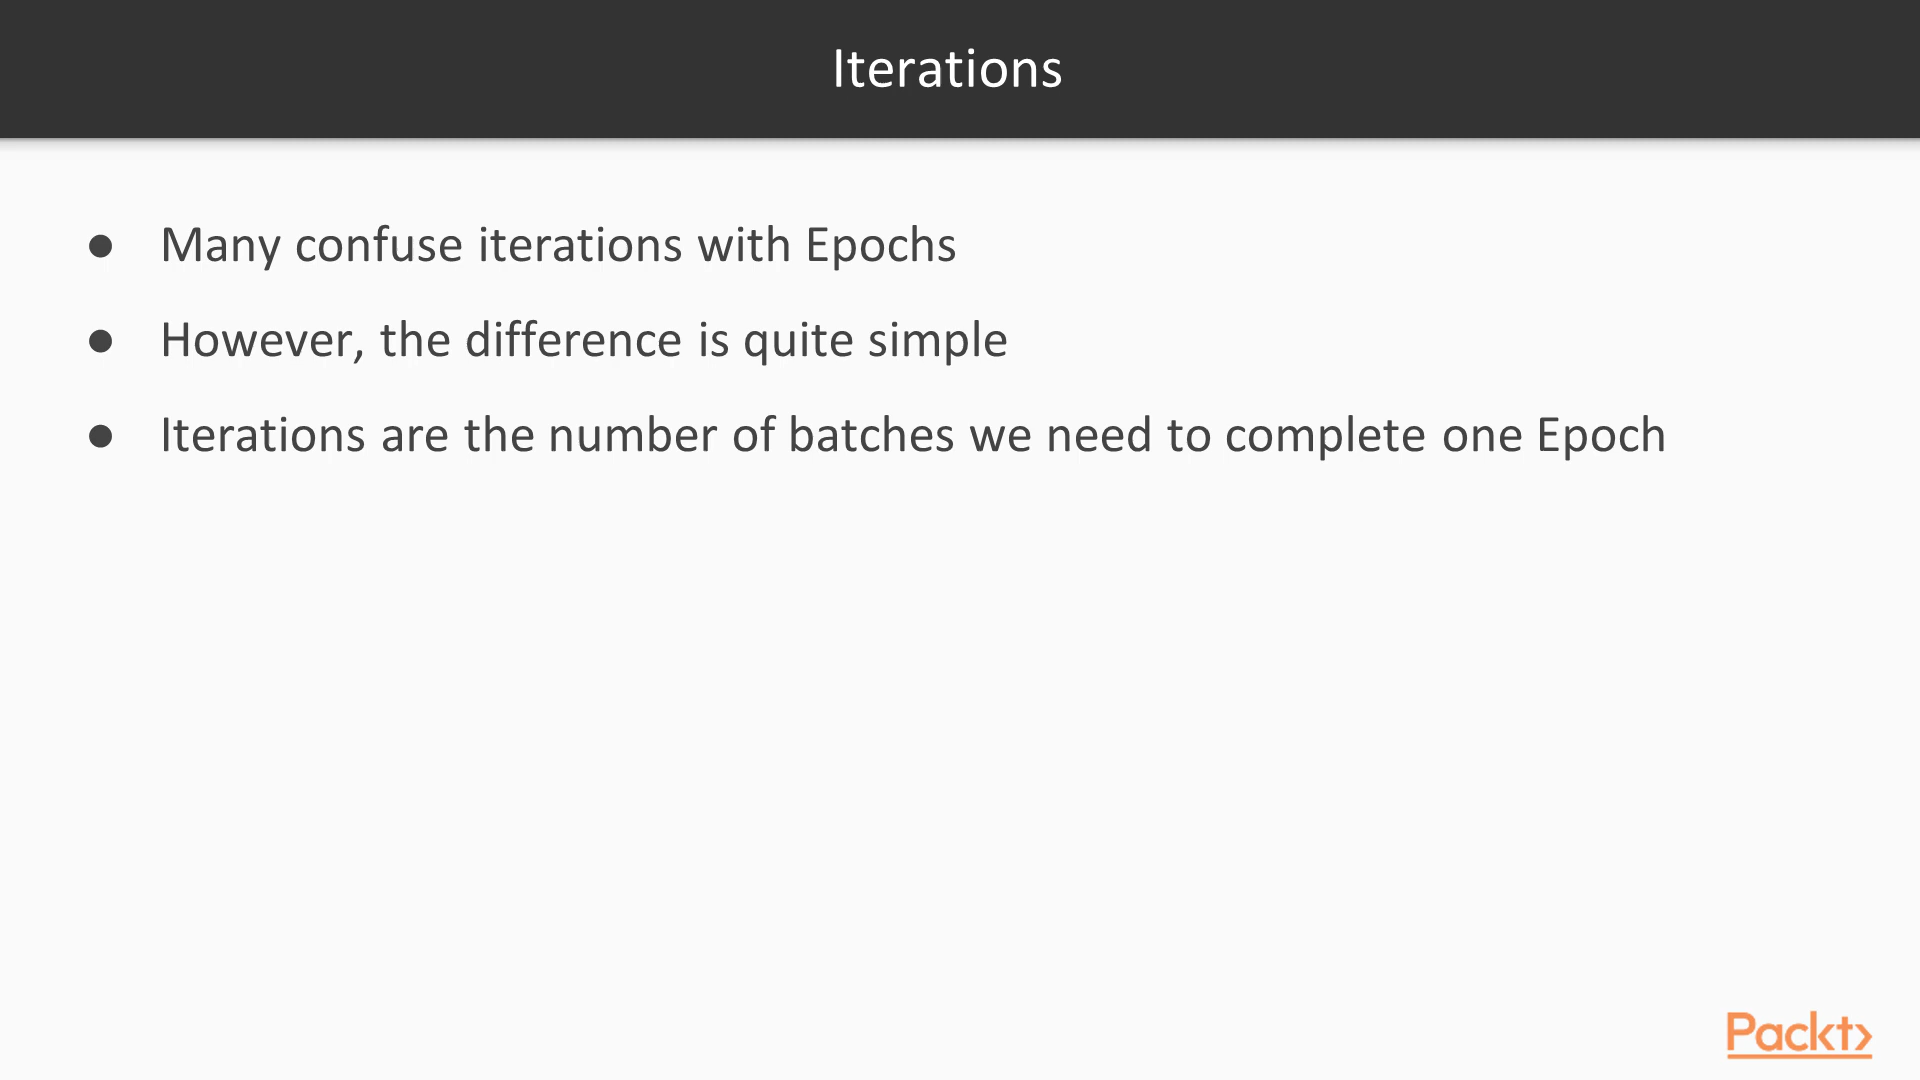 Iterations
● Many confuse iterations with Epochs
● However, the difference is quite simple
● Iterations are the number of batches we need to complete one Epoch
Packt>